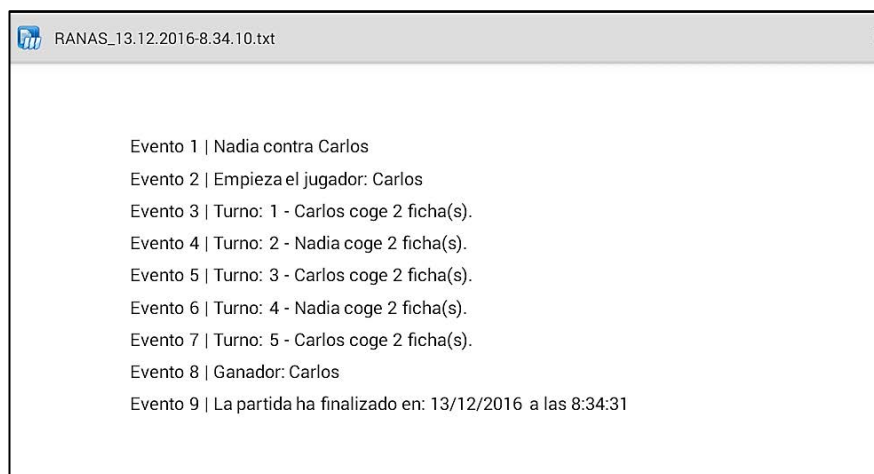 RANAS_13.12.2016-8.34.10.txt
Evento 1 | Nadia contra Carlos
Evento 2 | Empieza el jugador: Carlos
Evento 3 | Turno: 1 - Carlos coge 2 ficha(s).
Evento 4 | Turno: 2 - Nadia coge 2 ficha(s).
Evento 5 | Turno: 3 - Carlos coge 2 ficha(s).
Evento 6 | Turno: 4 - Nadia coge 2 ficha(s).
Evento 7 | Turno: 5 - Carlos coge 2 ficha(s).
Evento 8 | Ganador: Carlos
Evento 9 | La partida ha finalizado en: 13/12/2016 a las 8:34:31